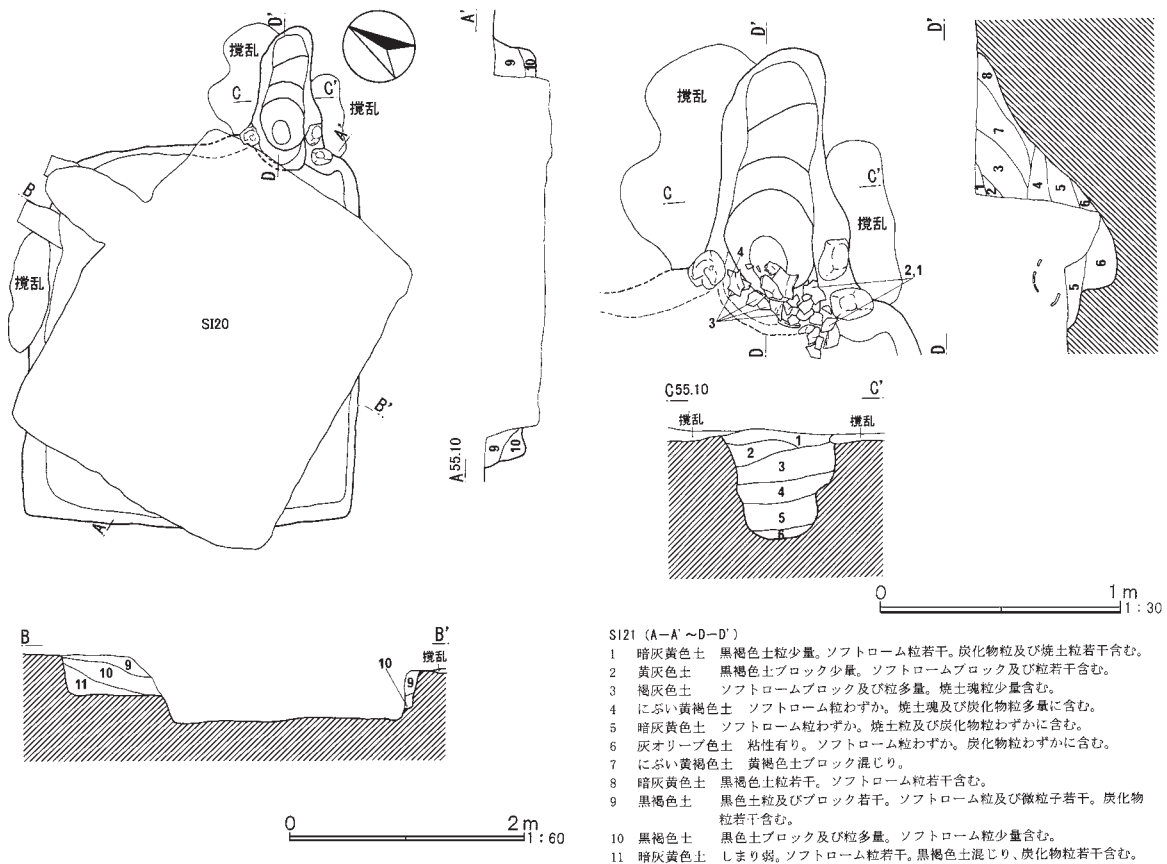 D'
撹乱
C
C'
撹乱
A'
D
B
撹乱
SI20
B'
A
A'
9
10
9
10
A 55.10
B
B'
撹乱
10
9
10
11
9
0
2m
1:60
D'
撹乱
C
C'
撹乱
4
2,1
3
D
D'
8
7
3
1
2
4
5
6
6
5
D
C 55.10
C'
撹乱
撹乱
1
2
3
4
5
6
0
1m
1:30
SI21 (A-A'~D-D')
1 暗灰黄色土 黒褐色土粒少量。ソフトローム粒若干。炭化物粒及び焼土粒若干含む。
2 黄灰色土 黒褐色土ブロック少量。ソフトロームブロック及び粒若干含む。
3 褐灰色土 ソフトロームブロック及び粒多量。焼土魂粒少量含む。
4 にぶい黄褐色土 ソフトローム粒わずか。焼土魂及び炭化物粒多量に含む。
5 暗灰黄色土 ソフトローム粒わずか。焼土粒及び炭化物粒わずかに含む。
6 灰オリーブ色土 粘性有り。ソフトローム粒わずか。炭化物粒わずかに含む。
7 にぶい黄褐色土 黄褐色土ブロック混じり。
8 暗灰黄色土 黒褐色土粒若干。ソフトローム粒若干含む。
9 黒褐色土 黒色土粒及びブロック若干。ソフトローム粒及び微粒子若干。炭化物
粒若干含む。
10 黒褐色土 黒色土ブロック及び粒多量。ソフトローム粒少量含む。
11 暗灰黄色土 しまり弱。ソフトローム粒若干。黒褐色土混じり、炭化物粒若干含む。